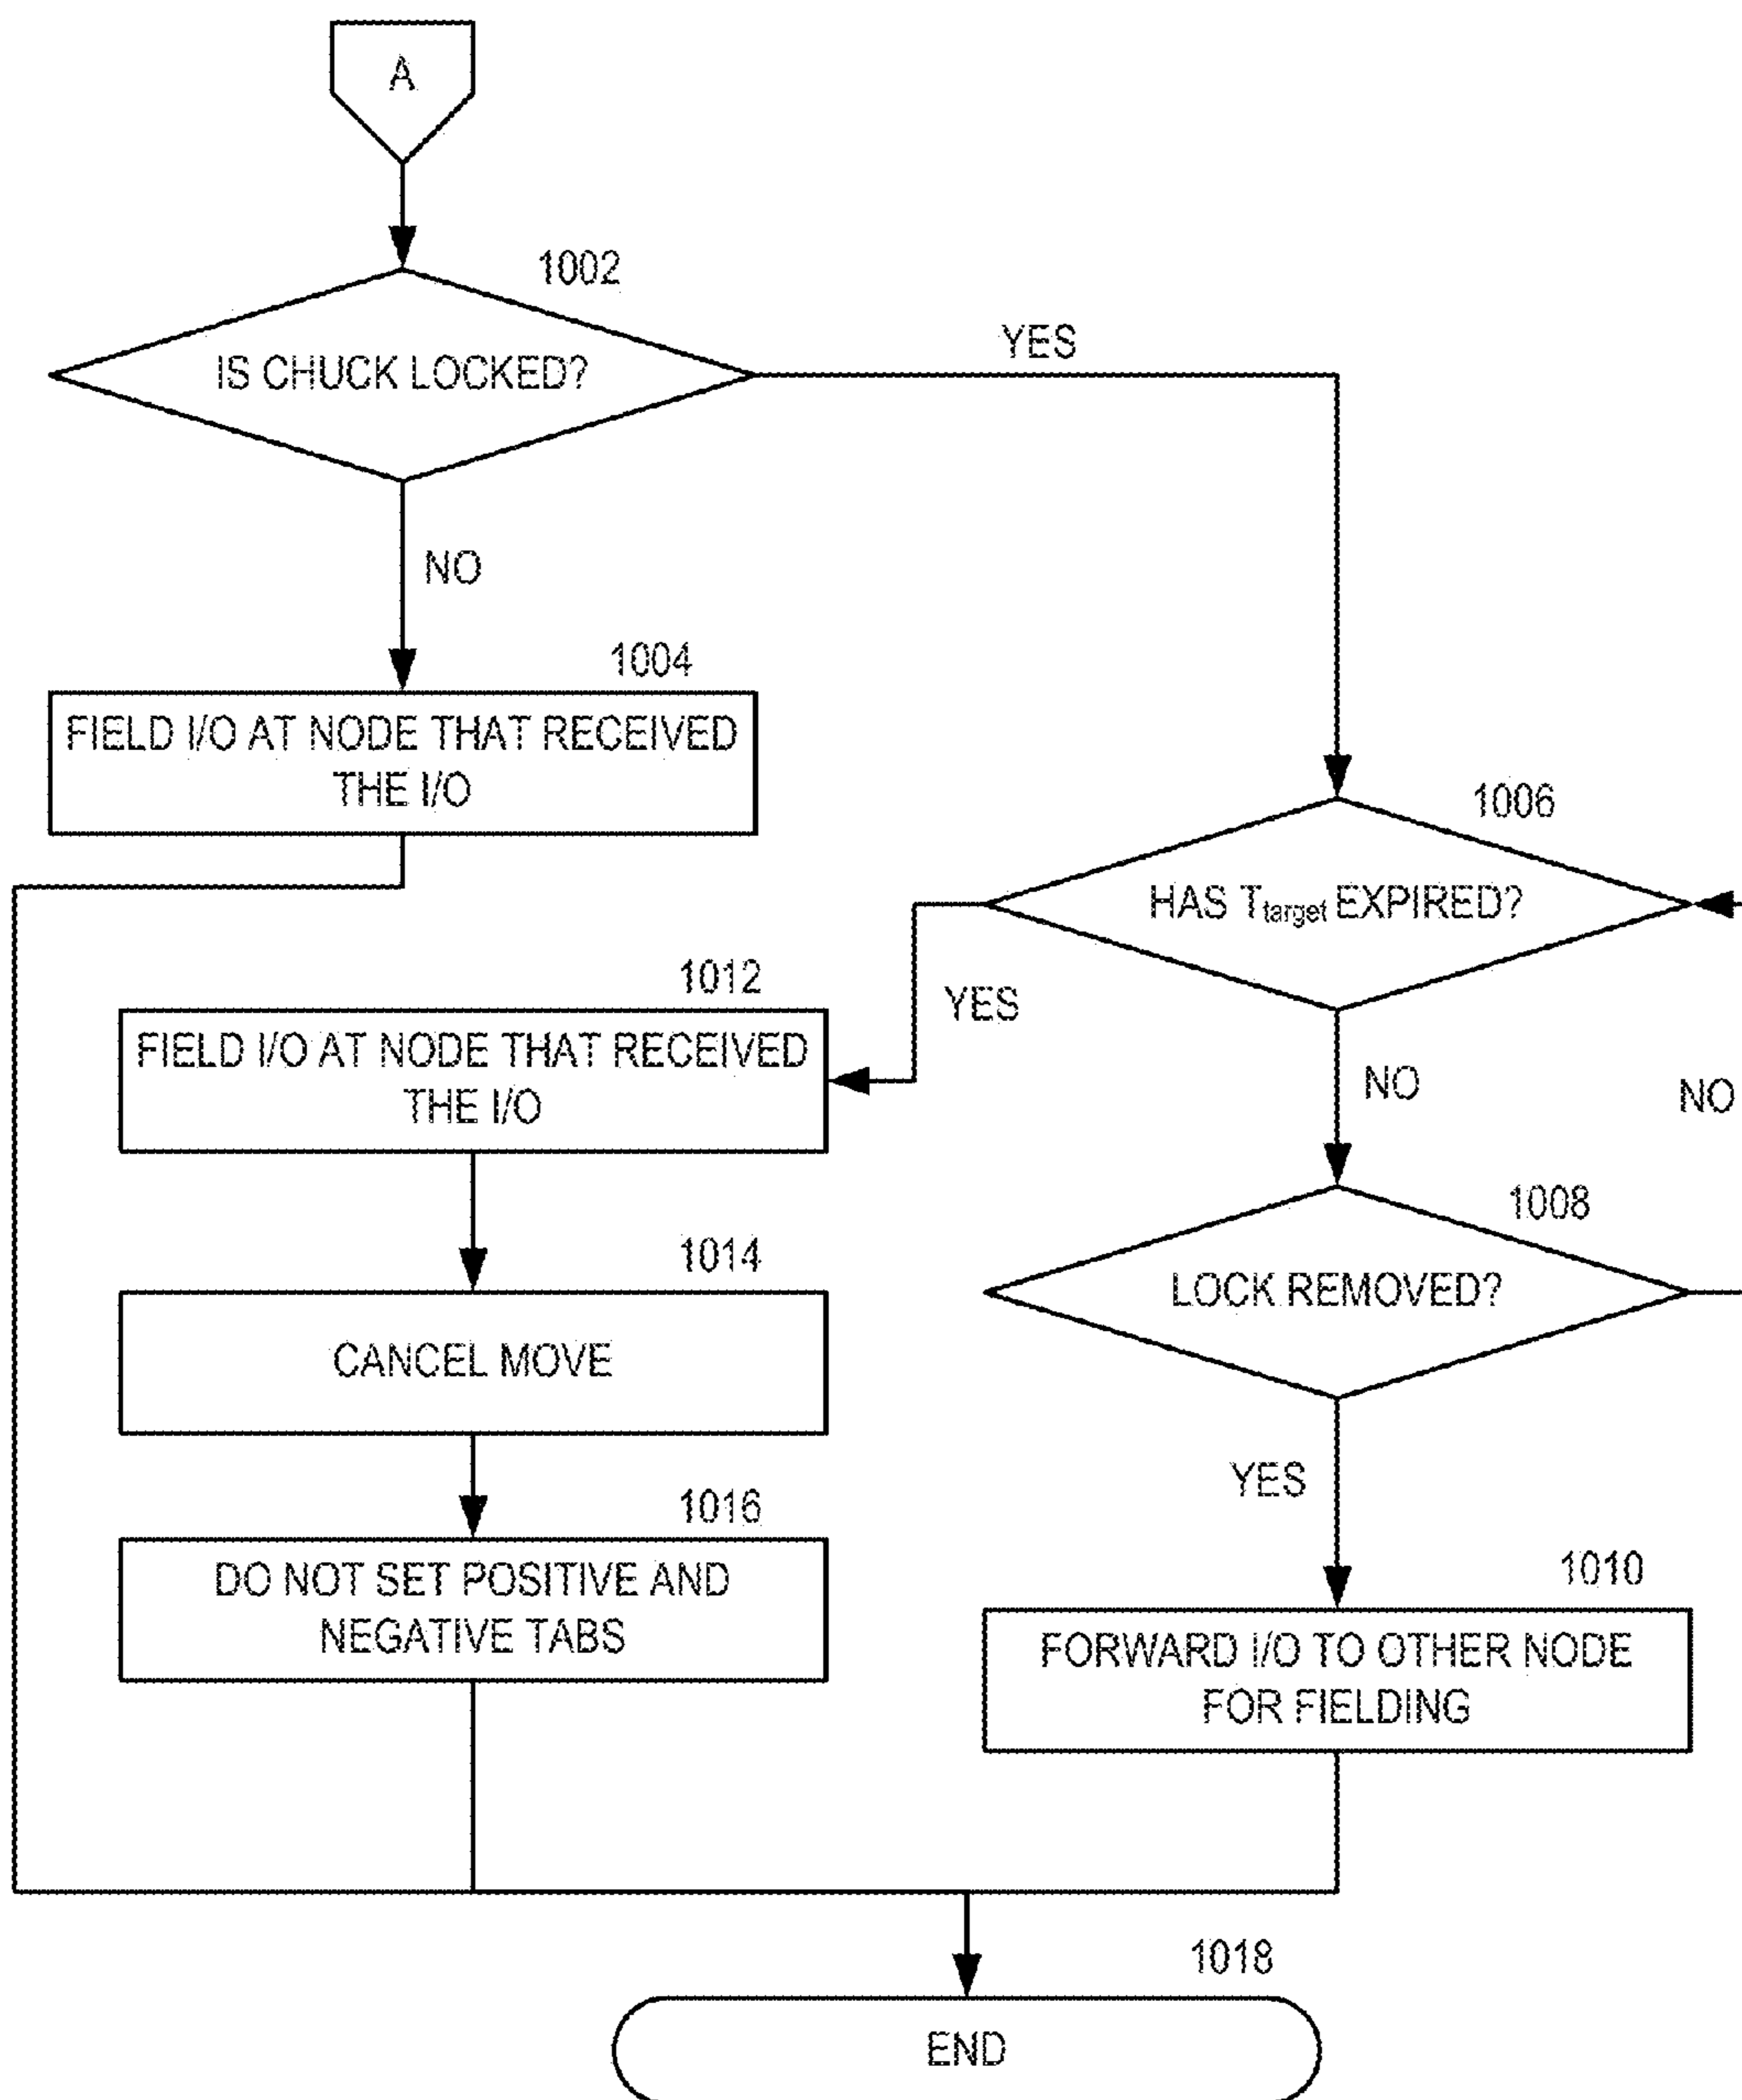 A
1002
IS CHUCK LOCKED?
YES
NO
1004
FIELD I/O AT NODE THAT RECEIVED
THE I/O
1006
HAS Ttarget EXPIRED?
YES
NO
NO
1012
FIELD I/O AT NODE THAT RECEIVED
THE I/O
1008
LOCK REMOVED?
1014
CANCEL MOVE
YES
1016
DO NOT SET POSITIVE AND
NEGATIVE TABS
1010
FORWARD I/O TO OTHER NODE
FOR FIELDING
1018
END